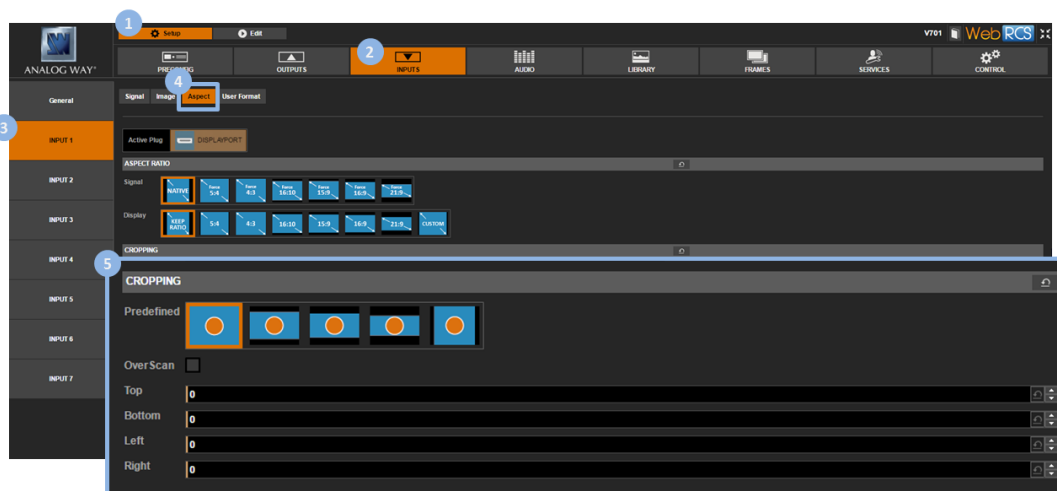 1
Setup
Edit
V701
Web RCS
ANALOG WAY®
PRECONFIG
OUTPUTS
2
INPUTS
AUDIO
LIBRARY
FRAMES
SERVICES
CONTROL
4
General
Signal
Image
Aspect
User Format
3
INPUT 1
Active Plug
DISPLAYPORT
ASPECT RATIO
INPUT 2
Signal
NATIVE
Force 5:4
Force 4:3
Force 16:10
Force 15:9
Force 16:9
Force 21:9
INPUT 3
Display
KEEP RATIO
5:4
4:3
16:10
15:9
16:9
21:9
CUSTOM
CROPPING
INPUT 4
5
CROPPING
INPUT 5
Predefined
INPUT 6
OverScan
INPUT 7
Top
0
Bottom
0
Left
0
Right
0